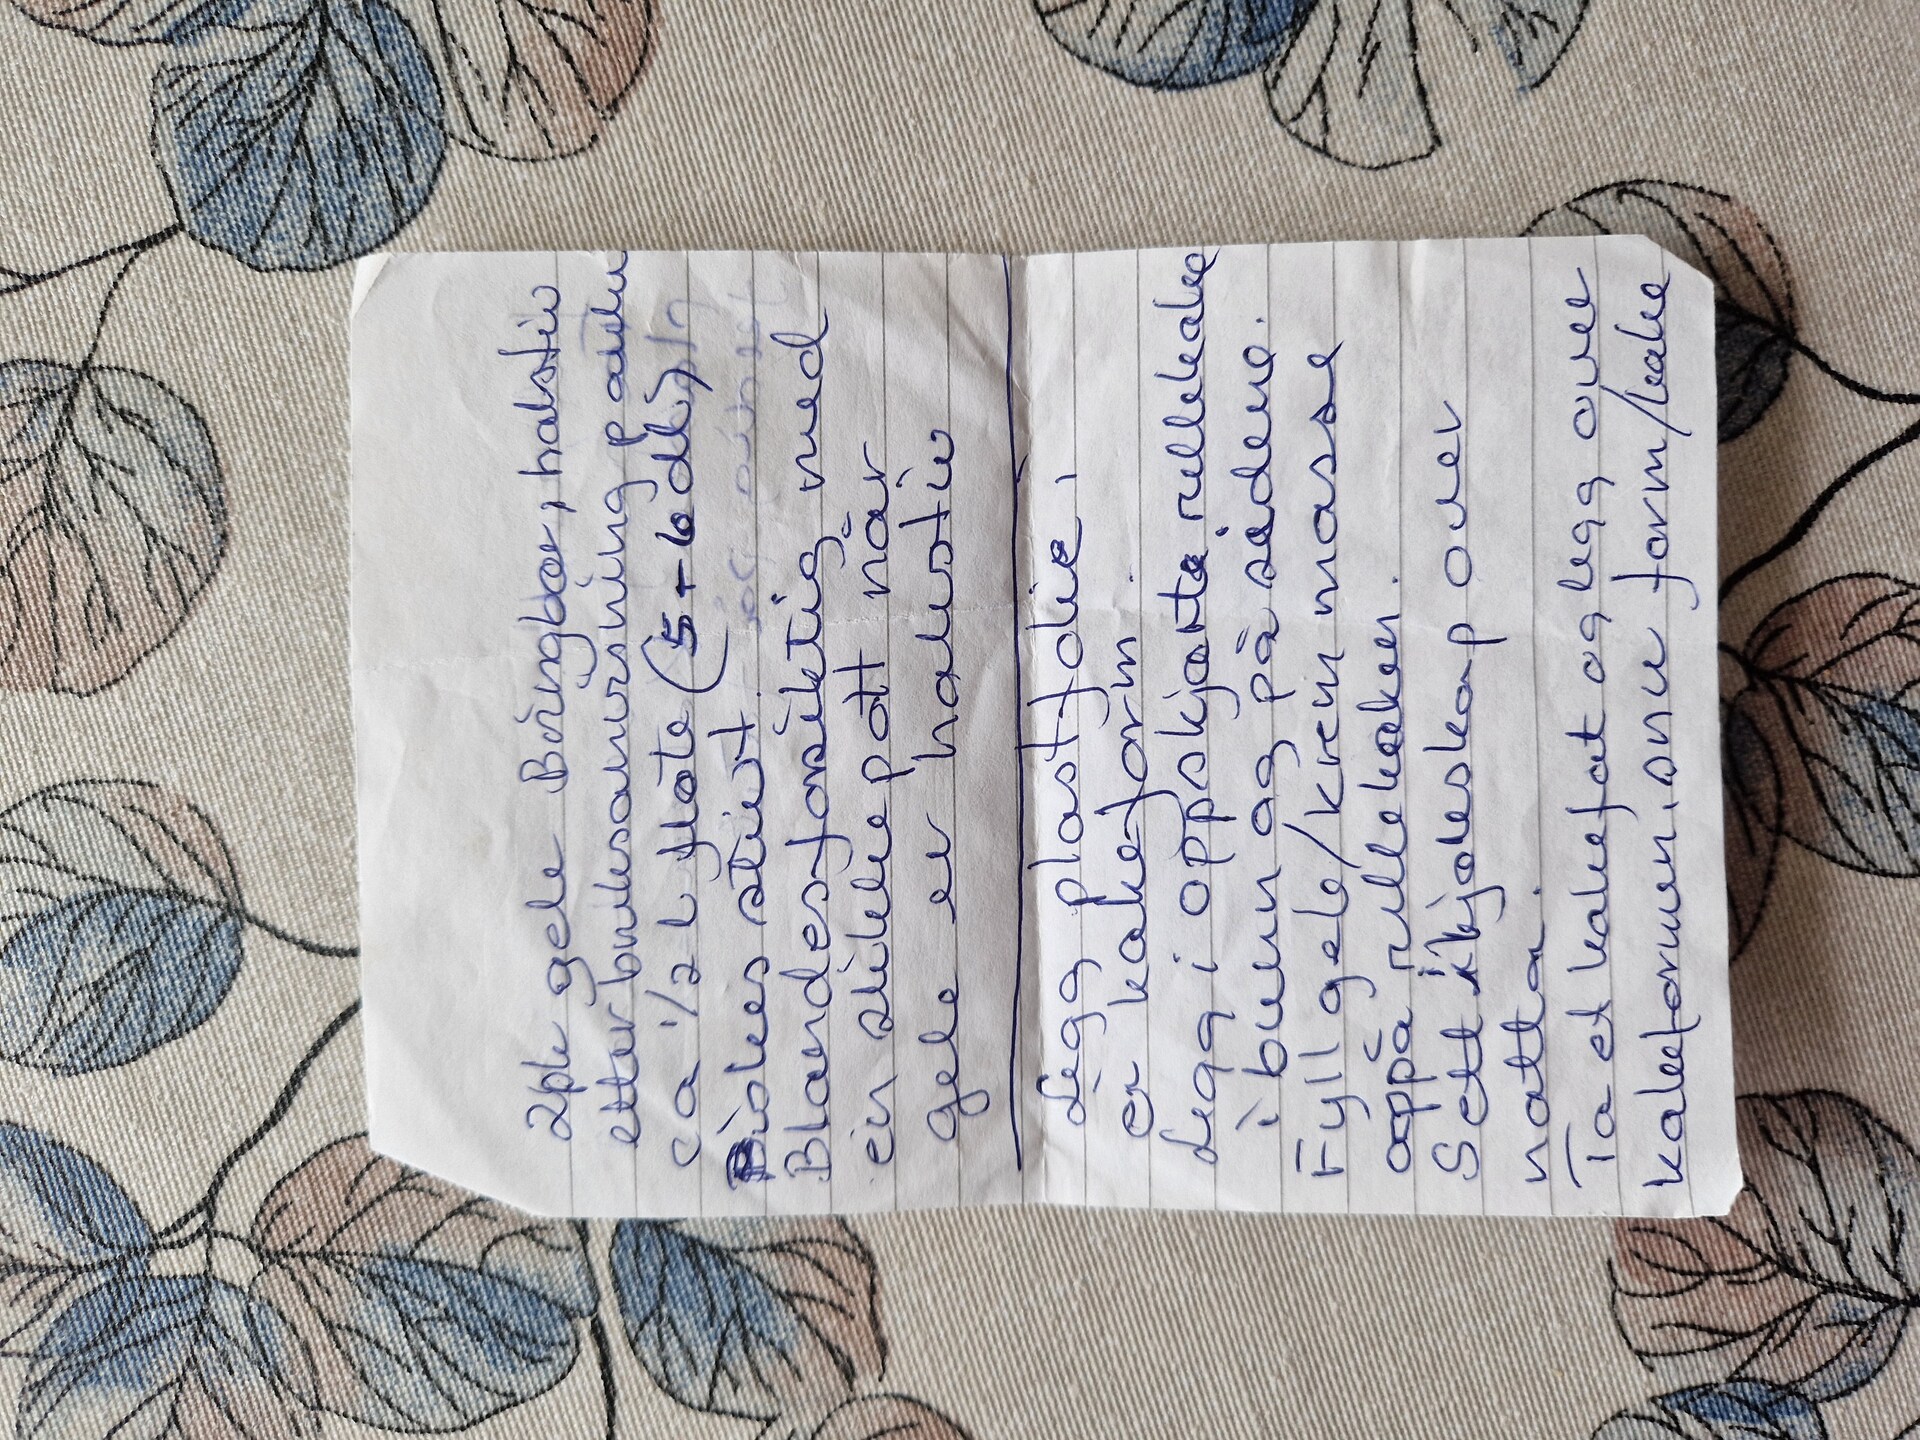 2pk gele Bringbær, halvstiv
etter bruksanvisning påeska
ca 1/2 l fløte (5-6 dl)
Piskes stivt.
Blandes forsiktig med
ein slikkepott når
gele er halvstiv
Legg plastfolie i
ei kakeform.
Legg i oppskjærte rullekake
i bunn og på sidene.
Fyll gele/krem masse
oppå rullekaken.
Sett i kjøleskap over
natta.
Ta et kakefat og legg over
kakeformen, snu form/kake